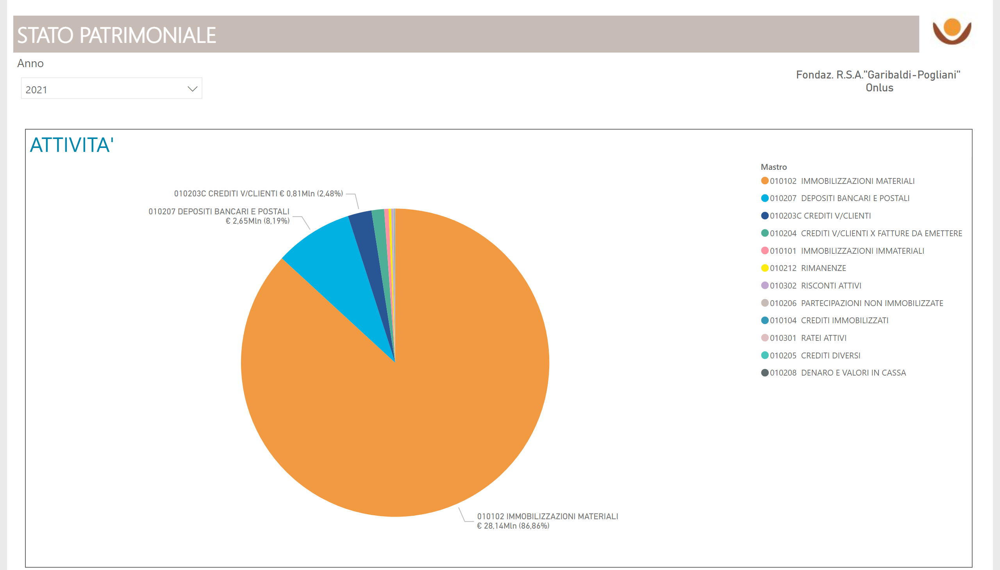 STATO PATRIMONIALE
Anno
2021
Fondaz. R.S.A."Garibaldi-Pogliani"
Onlus
ATTIVITA'
010203C CREDITI V/CLIENTI € 0,81Mln (2,48%)
010207 DEPOSITI BANCARI E POSTALI
€ 2,65Mln (8,19%)
010102 IMMOBILIZZAZIONI MATERIALI
€ 28,14Mln (86,86%)
Mastro
010102 IMMOBILIZZAZIONI MATERIALI
010207 DEPOSITI BANCARI E POSTALI
010203C CREDITI V/CLIENTI
010204 CREDITI V/CLIENTI X FATTURE DA EMETTERE
010101 IMMOBILIZZAZIONI IMMATERIALI
010212 RIMANENZE
010302 RISCONTI ATTIVI
010206 PARTECIPAZIONI NON IMMOBILIZZATE
010104 CREDITI IMMOBILIZZATI
010301 RATEI ATTIVI
010205 CREDITI DIVERSI
010208 DENARO E VALORI IN CASSA